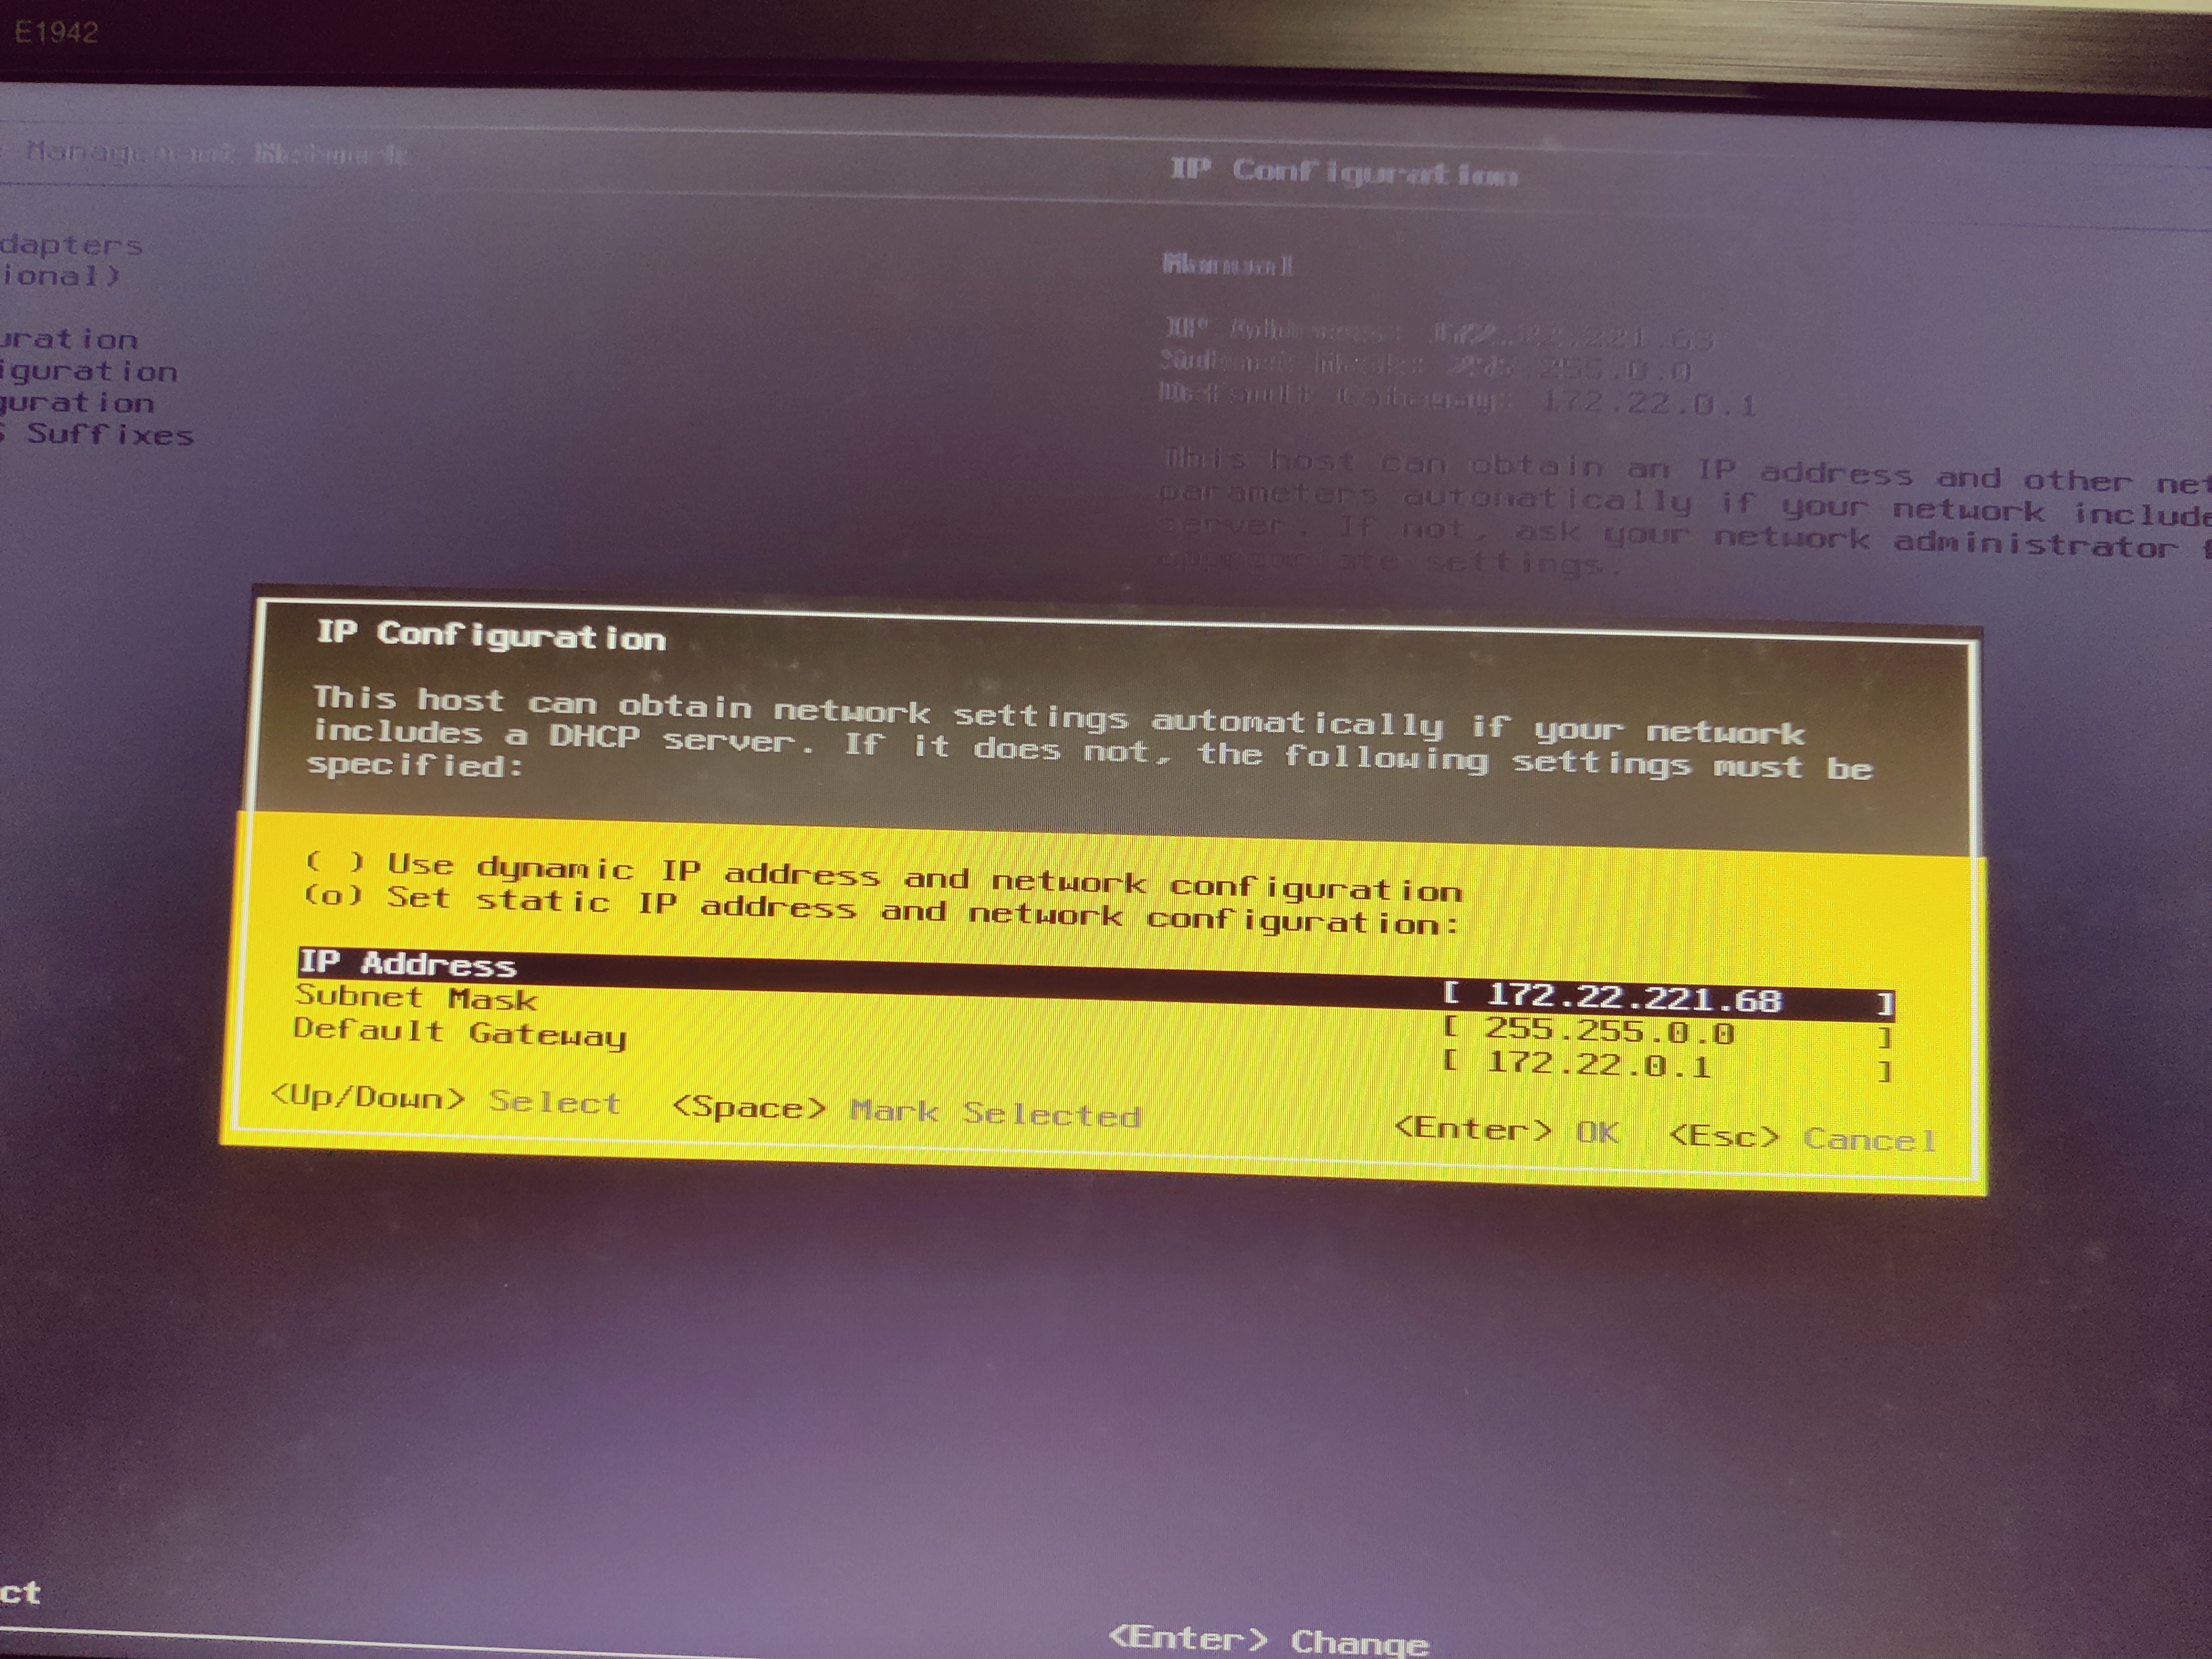 E1942
Management Network
IP Configuration
dapters
ional)
uration
iguration
guration
S Suffixes
Manual
IP Address: 172.22.221.63
Subnet Mask: 255.255.0.0
Default Gateway: 172.22.0.1
This host can obtain an IP address and other net
parameters automatically if your network include
server. If not, ask your network administrator f
appropriate settings.
IP Configuration
This host can obtain network settings automatically if your network
includes a DHCP server. If it does not, the following settings must be
specified:
( ) Use dynamic IP address and network configuration
(o) Set static IP address and network configuration:
IP Address [ 172.22.221.68 ]
Subnet Mask [ 255.255.0.0 ]
Default Gateway [ 172.22.0.1 ]
<Up/Down> Select <Space> Mark Selected <Enter> OK <Esc> Cancel
ct
<Enter> Change